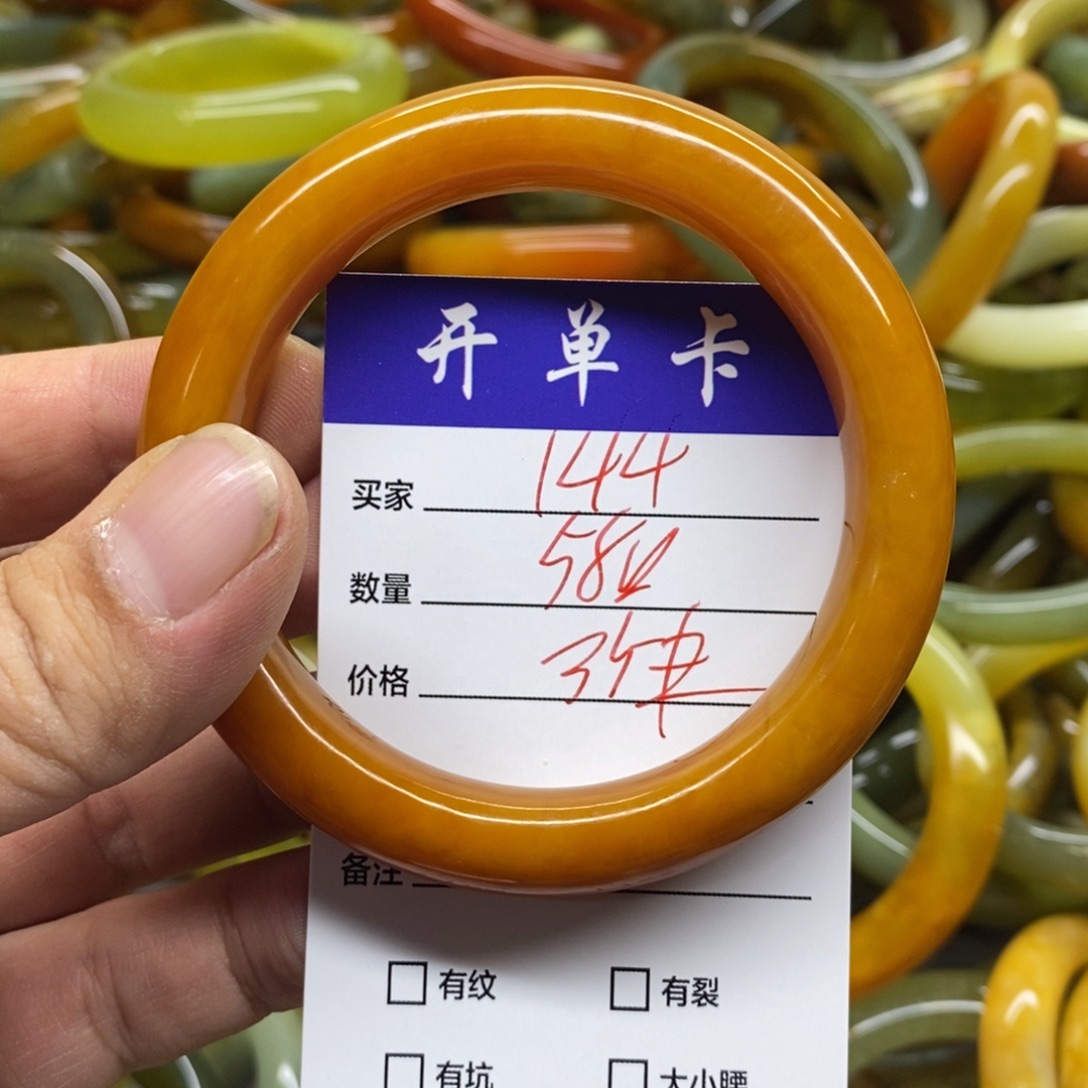 开单卡
买家 144
数量 58
价格
备注
有纹 有裂
有坑 大小腰